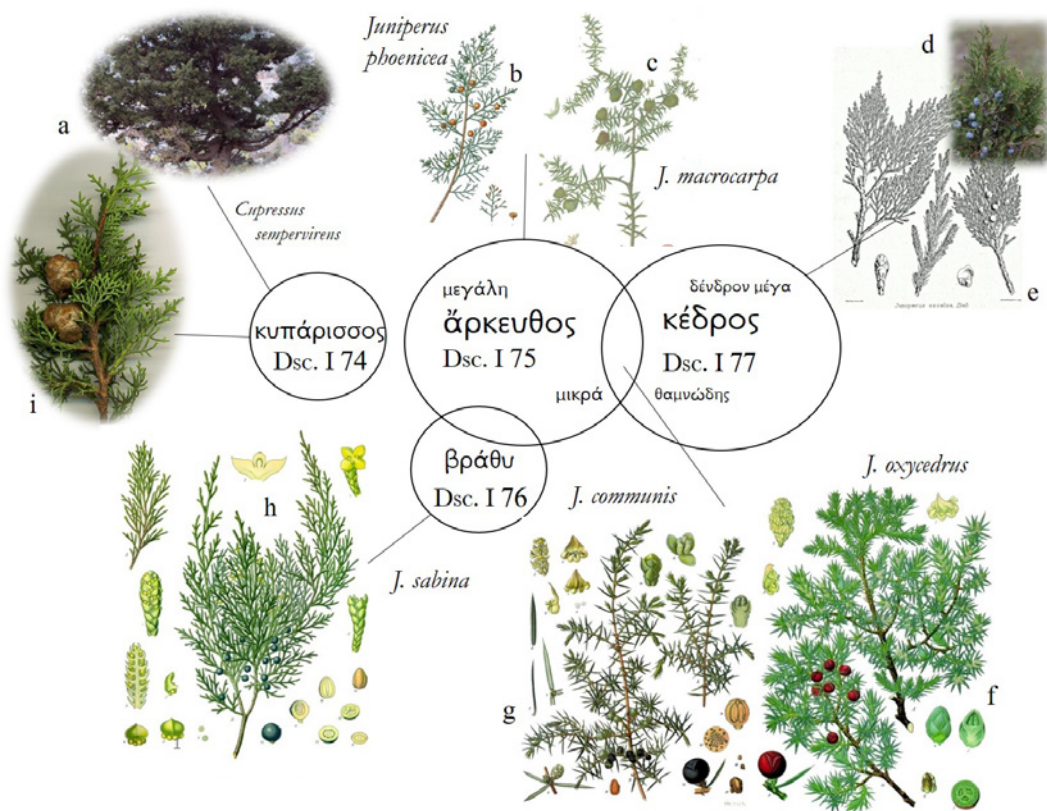 Juniperus
phoenicea
b
c
d
a
J. macrocarpa
Cupressus
sempervirens
e
μεγάλη
ἄρκευθος
Dsc. I 75
μικρά
δένδρον μέγα
κέδρος
Dsc. I 77
θαμνώδης
κυπάρισσος
Dsc. I 74
i
βράθυ
Dsc. I 76
h
J. sabina
J. communis
J. oxycedrus
g
f